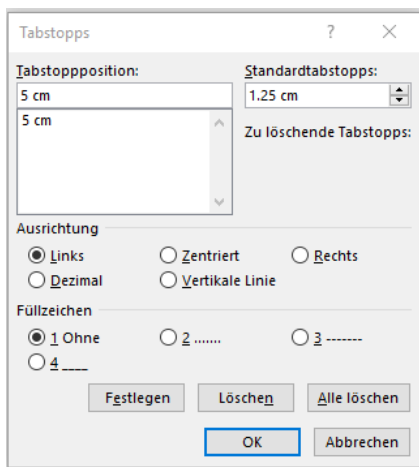 Tabstopps ?
Tabstoppposition: Standardtabstopps:
5 cm 1.25 cm
5 cm
Zu löschende Tabstopps:
Ausrichtung
Links Zentriert Rechts
Dezimal Vertikale Linie
Füllzeichen
1 Ohne 2 ....... 3 -------
4 ____
Festlegen Löschen Alle löschen
OK Abbrechen